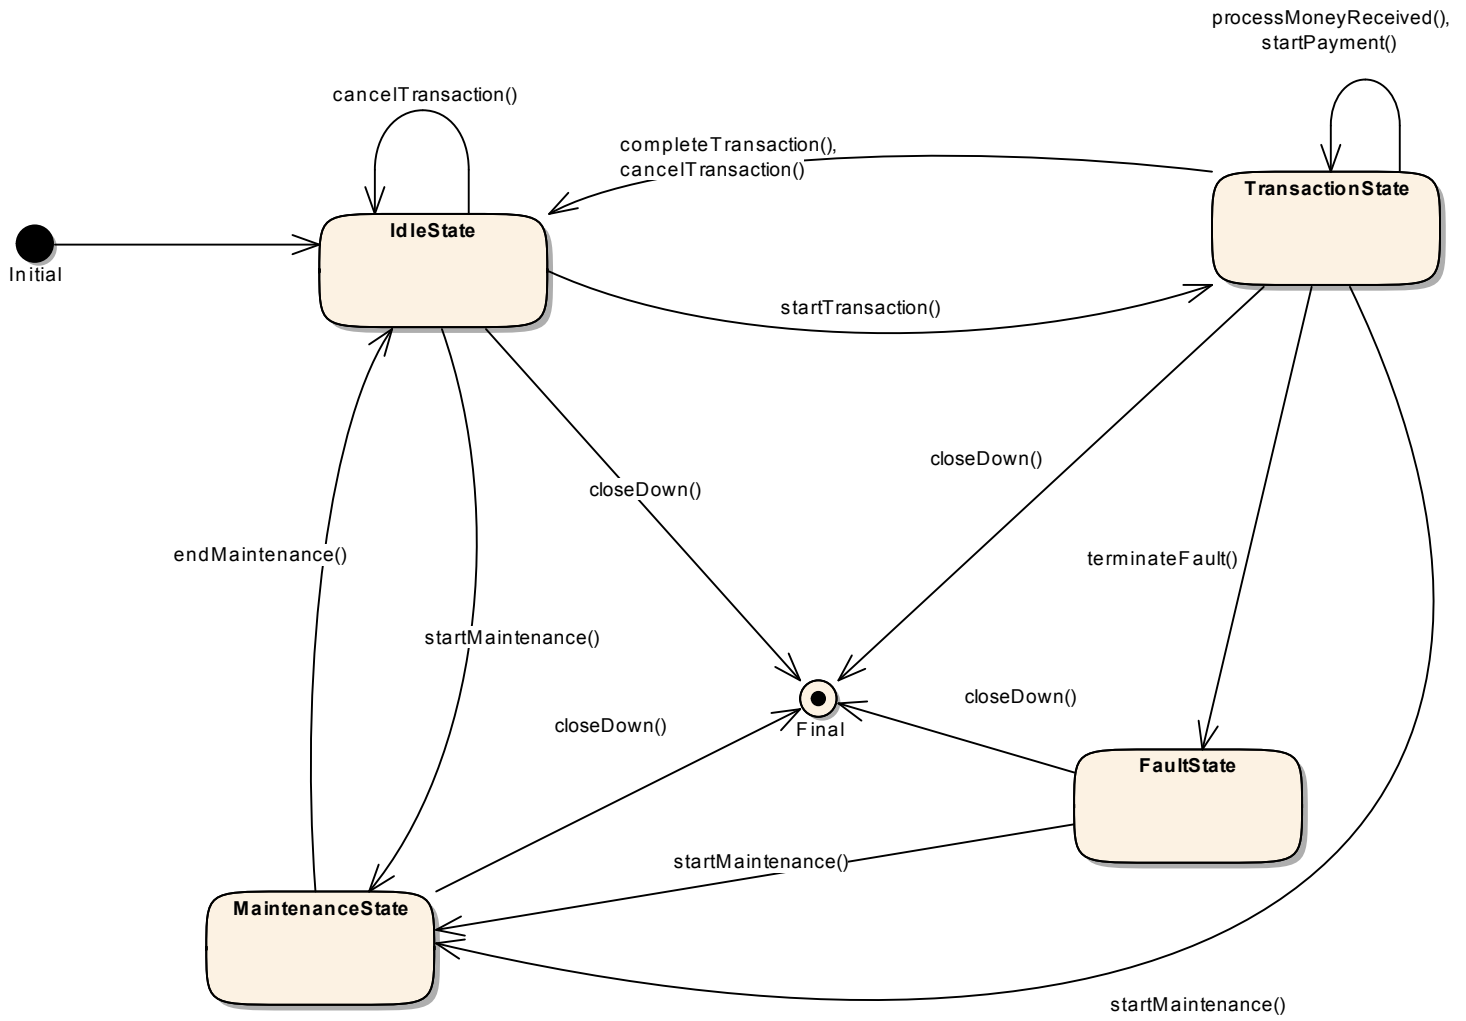 processMoneyReceived(),
startPayment()
cancelTransaction()
completeTransaction(),
cancelTransaction()
TransactionState
IdleState
Initial
startTransaction()
closeDown()
closeDown()
endMaintenance()
terminateFault()
startMaintenance()
closeDown()
closeDown()
Final
FaultState
startMaintenance()
MaintenanceState
startMaintenance()